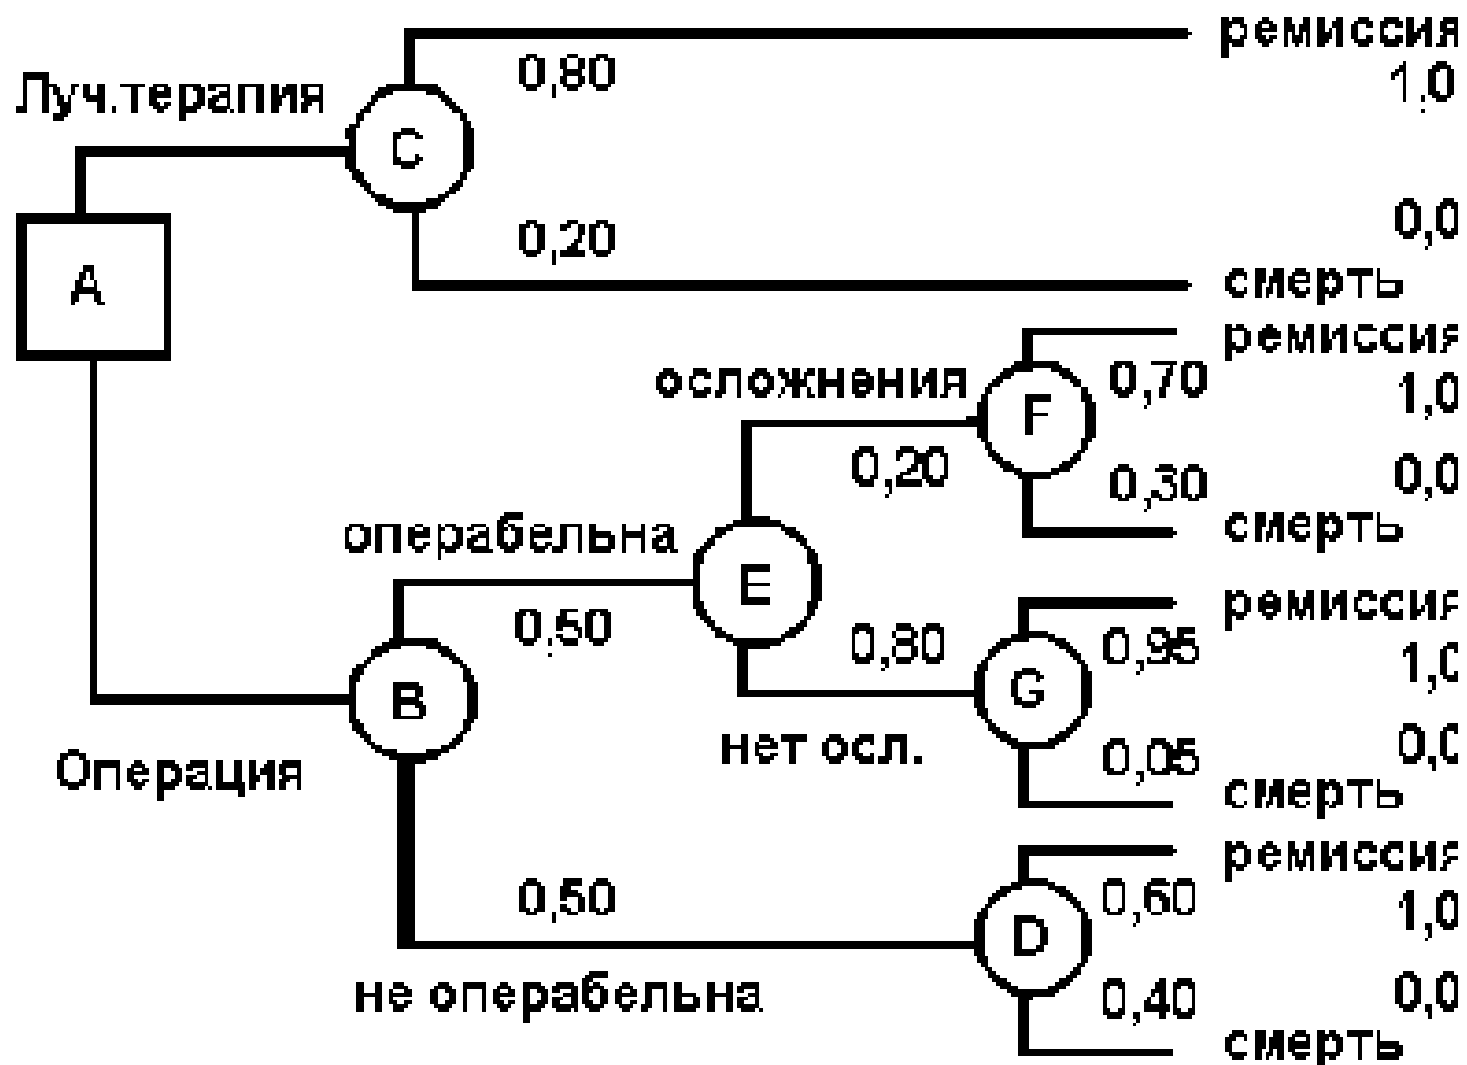 ремиссия
0,80
1,0
Луч.терапия
C
0,20
0,0
A
смерть
ремиссия
осложнения
0,70
1,0
F
0,20
0,30
0,0
операбельна
смерть
E
0,50
0,80
ремиссия
0,95
1,0
B
G
нет осл.
0,05
0,0
Операция
смерть
ремиссия
0,50
0,60
1,0
D
не операбельна
0,40
0,0
смерть